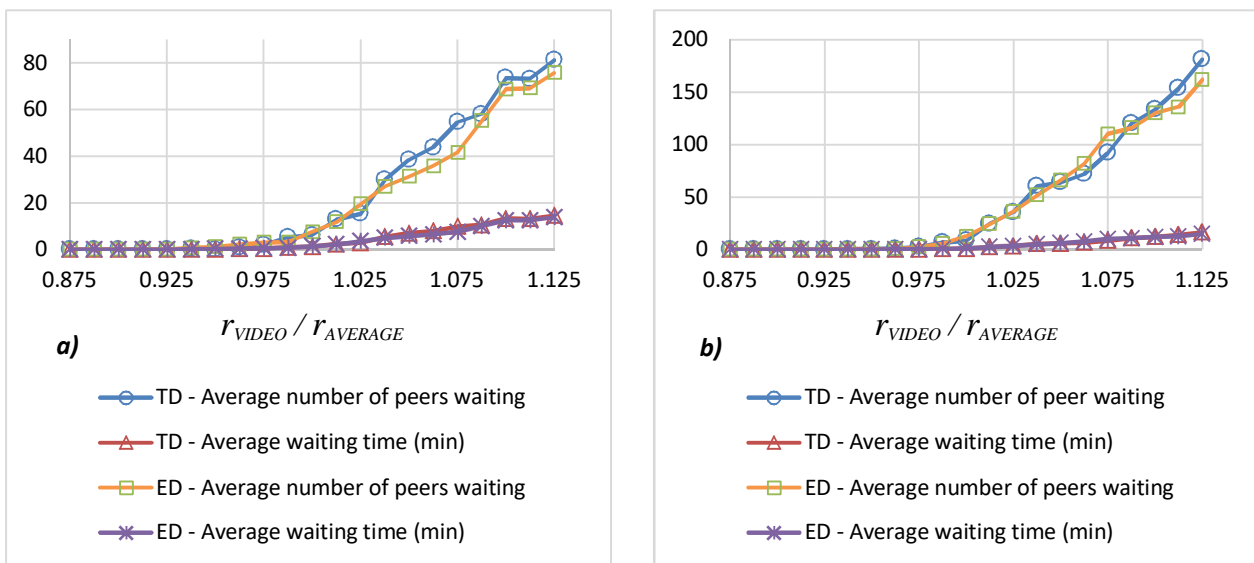 80
60
40
20
0
0.875 0.925 0.975 1.025 1.075 1.125
r_VIDEO / r_AVERAGE
a)
TD - Average number of peers waiting
TD - Average waiting time (min)
ED - Average number of peers waiting
ED - Average waiting time (min)
200
150
100
50
0
0.875 0.925 0.975 1.025 1.075 1.125
r_VIDEO / r_AVERAGE
b)
TD - Average number of peer waiting
TD - Average waiting time (min)
ED - Average number of peers waiting
ED - Average waiting time (min)